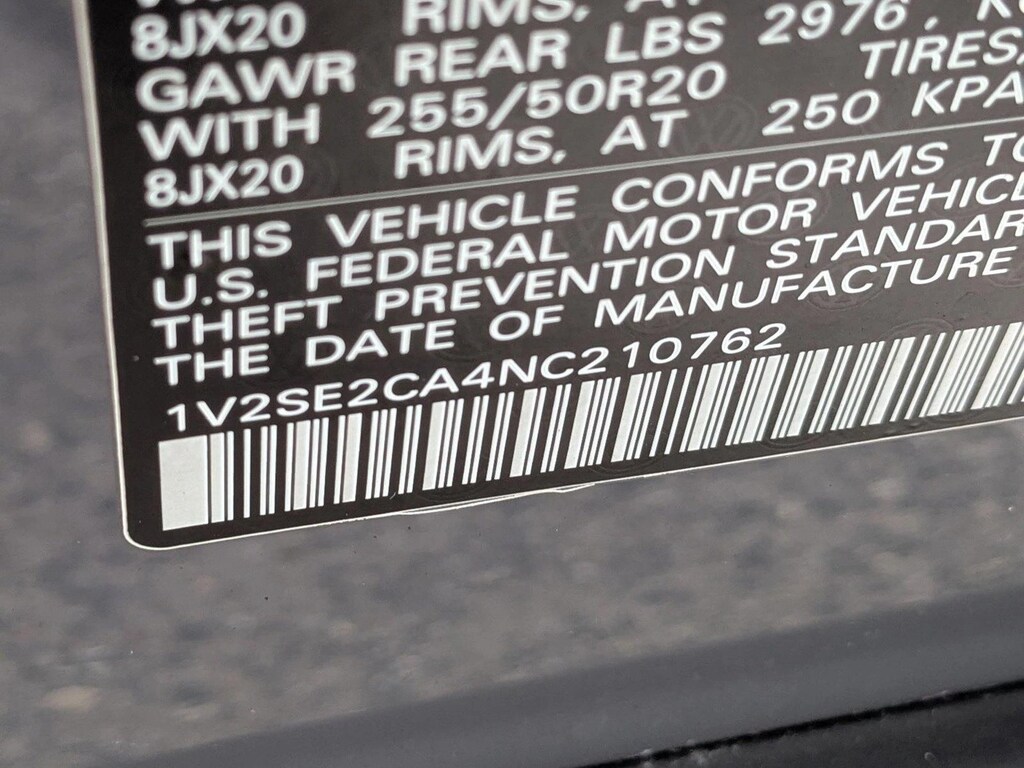 8JX20 RIMS, AT
GAWR REAR LBS 2976, KG
WITH 255/50R20 TIRES,
8JX20 RIMS, AT 250 KPA
THIS VEHICLE CONFORMS TO
U.S. FEDERAL MOTOR VEHICLE
THEFT PREVENTION STANDAR
THE DATE OF MANUFACTURE
1V2SE2CA4NC210762